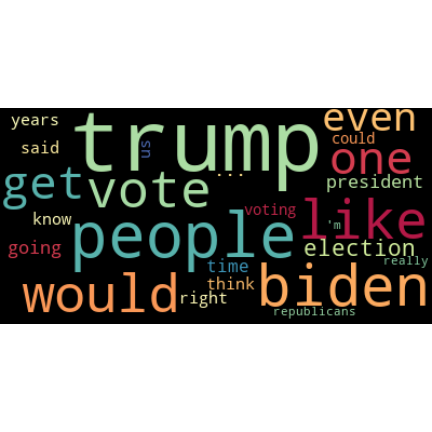 years trump even
said us could
... one
get vote president
know voting like
people 'm
going election
time really
would think biden
right
republicans